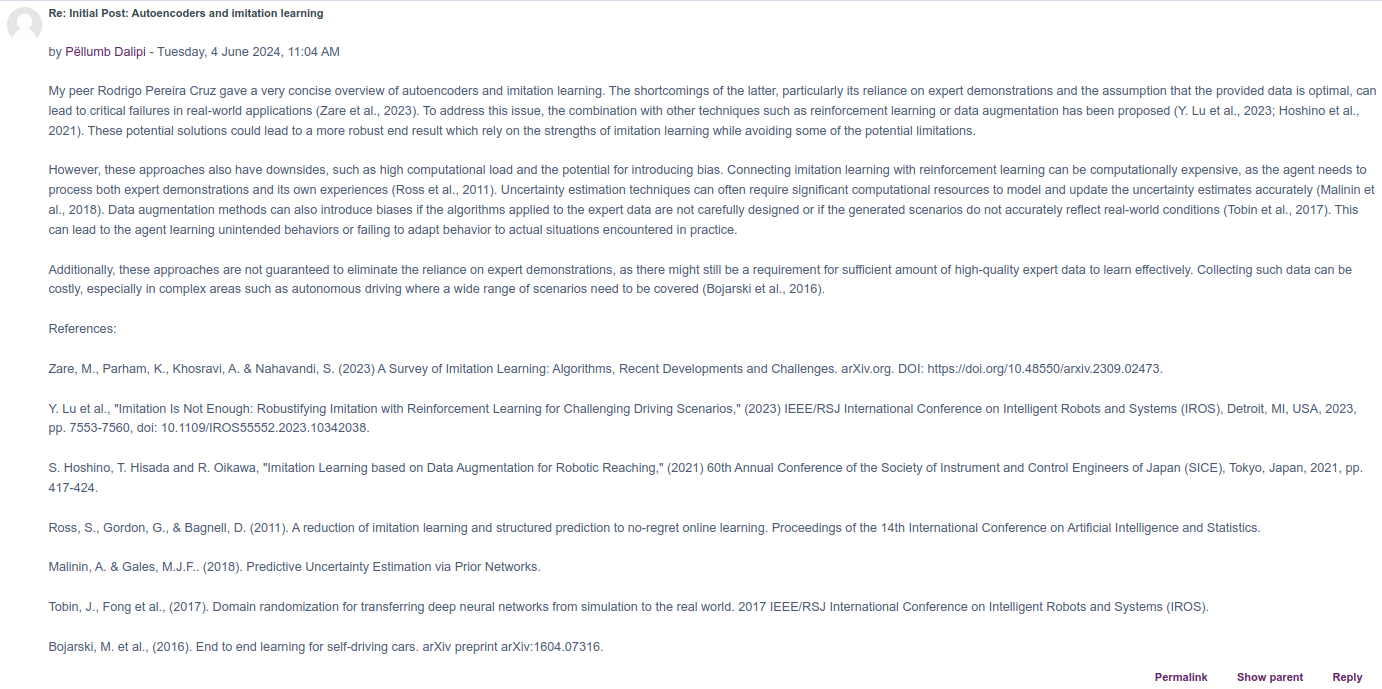 Re: Initial Post: Autoencoders and imitation learning
by Pëllumb Dalipi - Tuesday, 4 June 2024, 11:04 AM
My peer Rodrigo Pereira Cruz gave a very concise overview of autoencoders and imitation learning. The shortcomings of the latter, particularly its reliance on expert demonstrations and the assumption that the provided data is optimal, can
lead to critical failures in real-world applications (Zare et al., 2023). To address this issue, the combination with other techniques such as reinforcement learning or data augmentation has been proposed (Y. Lu et al., 2023; Hoshino et al.,
2021). These potential solutions could lead to a more robust end result which rely on the strengths of imitation learning while avoiding some of the potential limitations.
However, these approaches also have downsides, such as high computational load and the potential for introducing bias. Connecting imitation learning with reinforcement learning can be computationally expensive, as the agent needs to
process both expert demonstrations and its own experiences (Ross et al., 2011). Uncertainty estimation techniques can often require significant computational resources to model and update the uncertainty estimates accurately (Malinin et
al., 2018). Data augmentation methods can also introduce biases if the algorithms applied to the expert data are not carefully designed or if the generated scenarios do not accurately reflect real-world conditions (Tobin et al., 2017). This
can lead to the agent learning unintended behaviors or failing to adapt behavior to actual situations encountered in practice.
Additionally, these approaches are not guaranteed to eliminate the reliance on expert demonstrations, as there might still be a requirement for sufficient amount of high-quality expert data to learn effectively. Collecting such data can be
costly, especially in complex areas such as autonomous driving where a wide range of scenarios need to be covered (Bojarski et al., 2016).
References:
Zare, M., Parham, K., Khosravi, A. & Nahavandi, S. (2023) A Survey of Imitation Learning: Algorithms, Recent Developments and Challenges. arXiv.org. DOI: https://doi.org/10.48550/arxiv.2309.02473.
Y. Lu et al., "Imitation Is Not Enough: Robustifying Imitation with Reinforcement Learning for Challenging Driving Scenarios," (2023) IEEE/RSJ International Conference on Intelligent Robots and Systems (IROS), Detroit, MI, USA, 2023,
pp. 7553-7560, doi: 10.1109/IROS55552.2023.10342038.
S. Hoshino, T. Hisada and R. Oikawa, "Imitation Learning based on Data Augmentation for Robotic Reaching," (2021) 60th Annual Conference of the Society of Instrument and Control Engineers of Japan (SICE), Tokyo, Japan, 2021, pp.
417-424.
Ross, S., Gordon, G., & Bagnell, D. (2011). A reduction of imitation learning and structured prediction to no-regret online learning. Proceedings of the 14th International Conference on Artificial Intelligence and Statistics.
Malinin, A. & Gales, M.J.F.. (2018). Predictive Uncertainty Estimation via Prior Networks.
Tobin, J., Fong et al., (2017). Domain randomization for transferring deep neural networks from simulation to the real world. 2017 IEEE/RSJ International Conference on Intelligent Robots and Systems (IROS).
Bojarski, M. et al., (2016). End to end learning for self-driving cars. arXiv preprint arXiv:1604.07316.
Permalink Show parent Reply